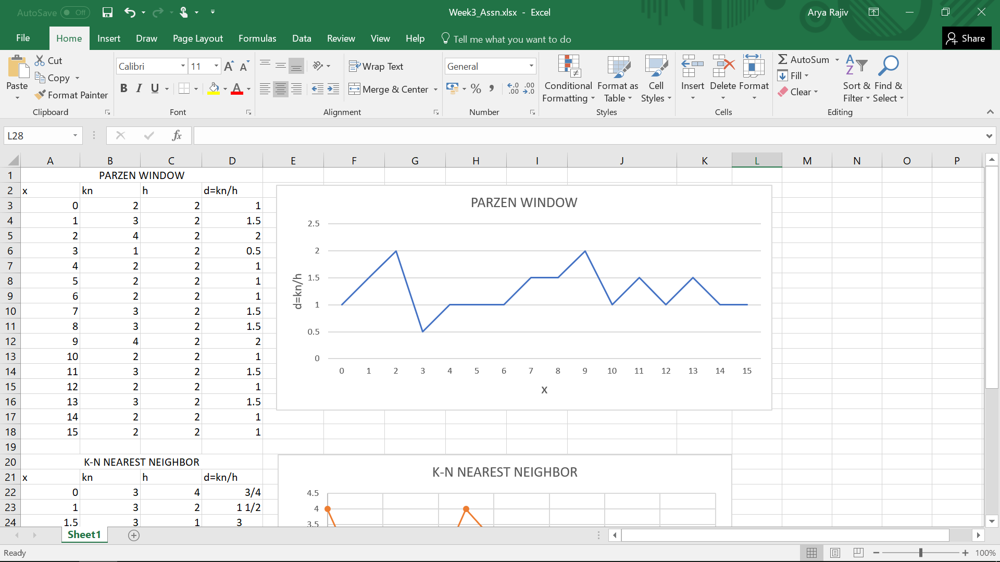 AutoSave Off
Week3_Assn.xlsx - Excel
Arya Rajiv
File Home Insert Draw Page Layout Formulas Data Review View Help Tell me what you want to do Share
Paste
Cut
Copy
Format Painter
Clipboard
Calibri 11
B I U
Font
Wrap Text
Merge & Center
Alignment
General
Number
Conditional Formatting
Format as Table
Cell Styles
Styles
Insert Delete Format
Cells
AutoSum
Fill
Clear
Sort & Filter
Find & Select
Editing
L28 fx
A B C D E F G H I J K L M N O P
1 PARZEN WINDOW
2 x kn h d=kn/h
3 0 2 2 1
4 1 3 2 1.5
5 2 4 2 2
6 3 1 2 0.5
7 4 2 2 1
8 5 2 2 1
9 6 2 2 1
10 7 3 2 1.5
11 8 3 2 1.5
12 9 4 2 2
13 10 2 2 1
14 11 3 2 1.5
15 12 2 2 1
16 13 3 2 1.5
17 14 2 2 1
18 15 2 2 1
19
20 K-N NEAREST NEIGHBOR
21 x kn h d=kn/h
22 0 3 4 3/4
23 1 3 2 1 1/2
24 1.5 3 1 3
PARZEN WINDOW
2.5
2
1.5
1
0.5
0
d=kn/h
0 1 2 3 4 5 6 7 8 9 10 11 12 13 14 15
X
K-N NEAREST NEIGHBOR
4.5
4
3.5
Sheet1
Ready
100%